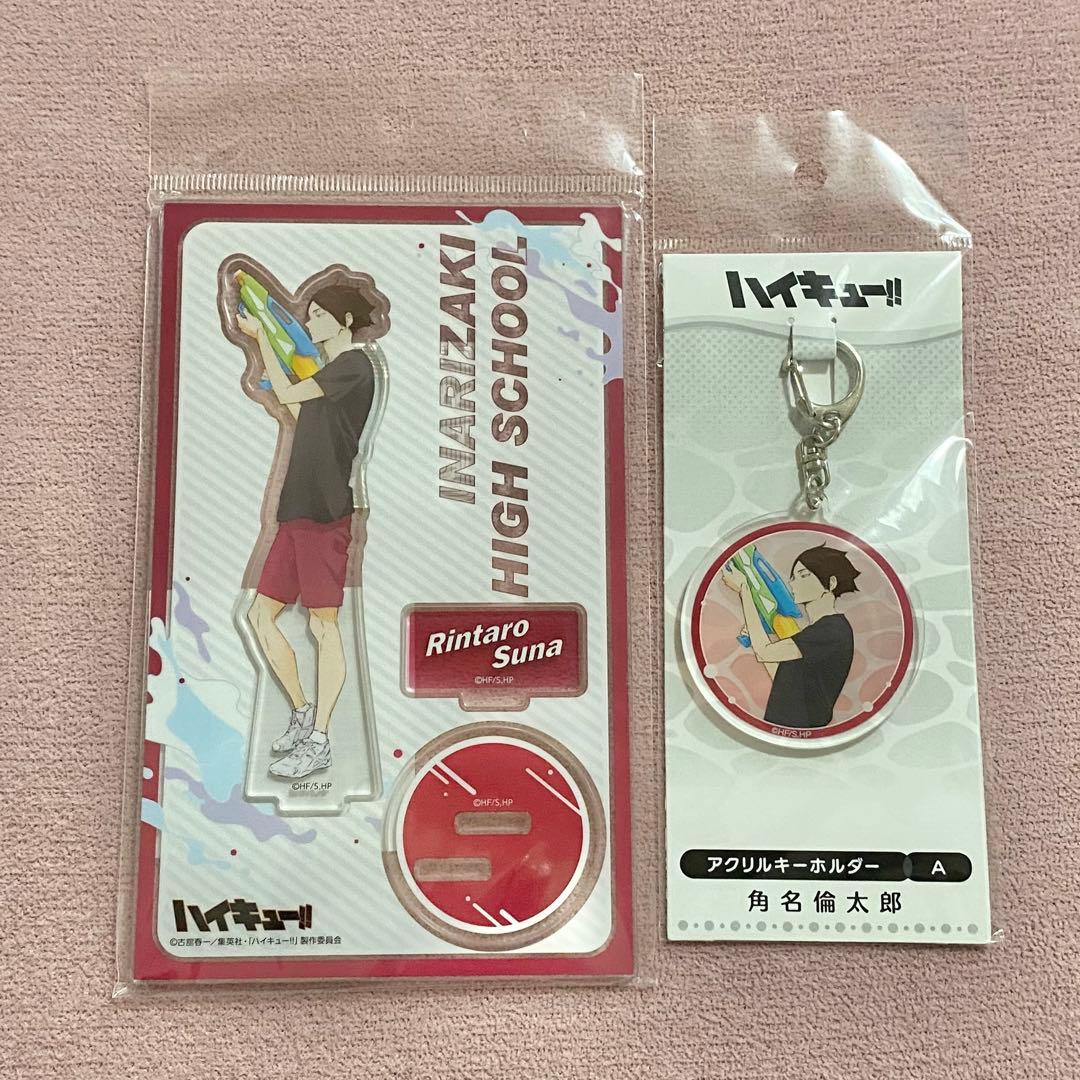 INARIZAKI
HIGH SCHOOL
Rintaro
Suna
©HF/S,HP
©HF/S,HP
©HF/S,HP
ハイキュー!!
©古舘春一／集英社・「ハイキュー!!」製作委員会
ハイキュー!!
©HF/S,HP
アクリルキーホルダー A
角名倫太郎